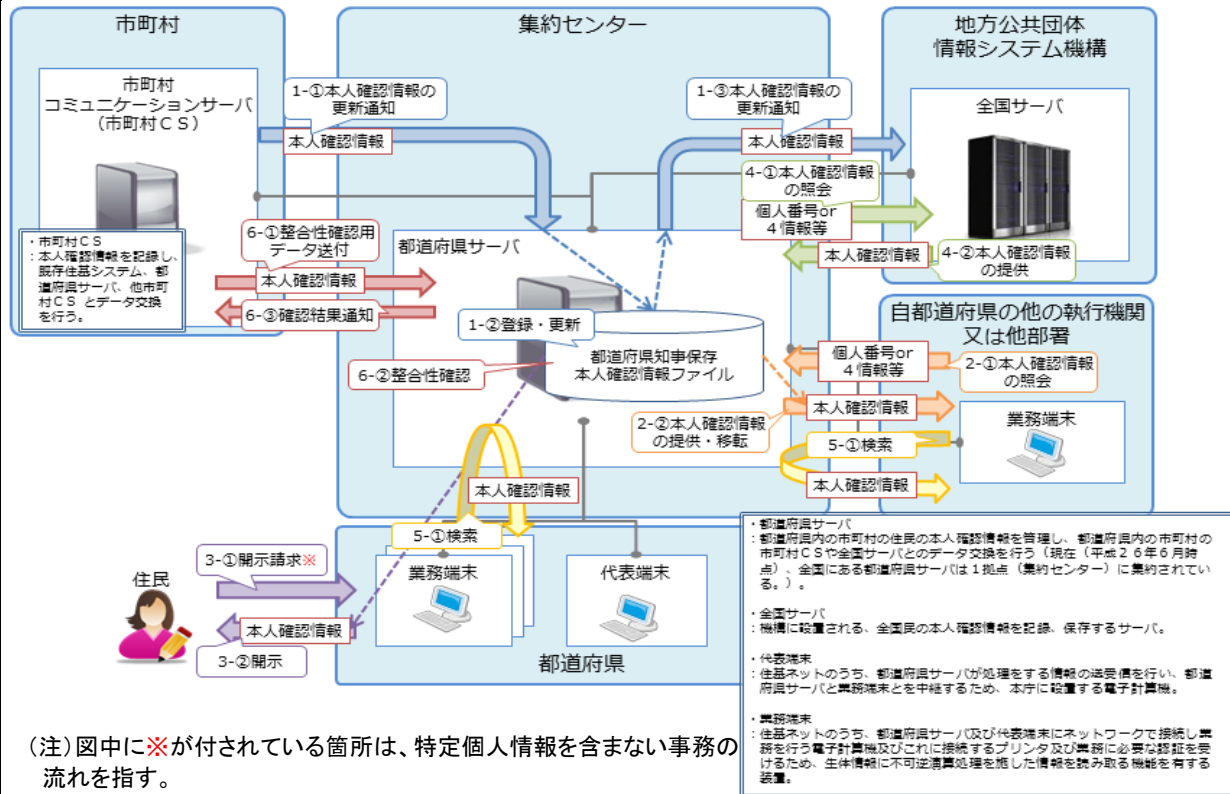 市町村
集約センター
地方公共団体
情報システム機構
市町村
コミュニケーションサーバ
（市町村ＣＳ）
1-①本人確認情報の
更新通知
本人確認情報
1-③本人確認情報の
更新通知
本人確認情報
全国サーバ
4-①本人確認情報
の照会
個人番号or
４情報等
本人確認情報
4-②本人確認情報
の提供
・市町村ＣＳ
：本人確認情報を記録し、
既存住基システム、都
道府県サーバ、他市町
村ＣＳ とデータ交換
を行う。
6-①整合性確認用
データ送付
本人確認情報
6-③確認結果通知
都道府県サーバ
1-②登録・更新
都道府県知事保存
本人確認情報ファイル
6-②整合性確認
自都道府県の他の執行機関
又は他部署
個人番号or
４情報等
2-①本人確認情報
の照会
本人確認情報
2-②本人確認情報
の提供・移転
業務端末
5-①検索
本人確認情報
本人確認情報
5-①検索
業務端末
代表端末
都道府県
住民
3-①開示請求※
本人確認情報
3-②開示
・都道府県サーバ
：都道府県内の市町村の住民の本人確認情報を管理し、都道府県内の市町村の
市町村ＣＳや全国サーバとのデータ交換を行う（現在（平成２６年６月時
点）、全国にある都道府県サーバは１拠点（集約センター）に集約されてい
る。）。
・全国サーバ
：機構に設置される、全国民の本人確認情報を記録、保存するサーバ。
・代表端末
：住基ネットのうち、都道府県サーバが処理をする情報の送受信を行い、都道
府県サーバと業務端末とを中継するため、本庁に設置する電子計算機。
・業務端末
：住基ネットのうち、都道府県サーバ及び代表端末にネットワークで接続し業
務を行う電子計算機及びこれに接続するプリンタ及び業務に必要な認証を受
けるため、生体情報に不可逆演算処理を施した情報を読み取る機能を有する
装置。
（注）図中に※が付されている箇所は、特定個人情報を含まない事務の
流れを指す。